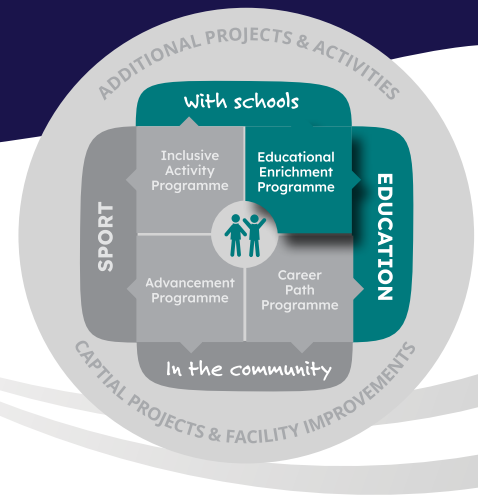 ADDITIONAL PROJECTS & ACTIVITIES
With schools
Inclusive
Activity
Programme
Educational
Enrichment
Programme
SPORT
EDUCATION
Advancement
Programme
Career
Path
Programme
In the community
CAPTIAL PROJECTS & FACILITY IMPROVEMENTS